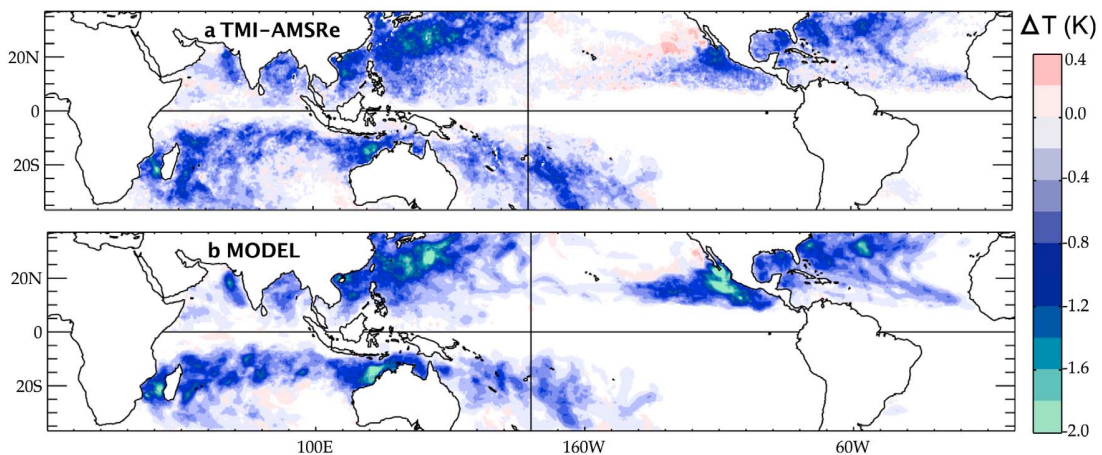 a TMI-AMSRe
ΔT (K)
20N
0
20S
0.4
0.0
-0.4
-0.8
-1.2
-1.6
-2.0
b MODEL
20N
0
20S
100E
160W
60W